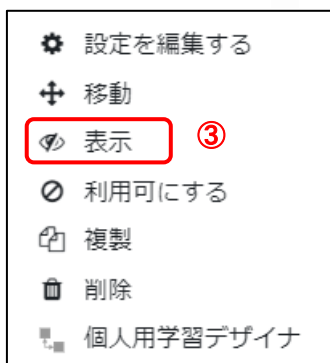 設定を編集する
移動
表示 ③
利用可にする
複製
削除
個人用学習デザイナ